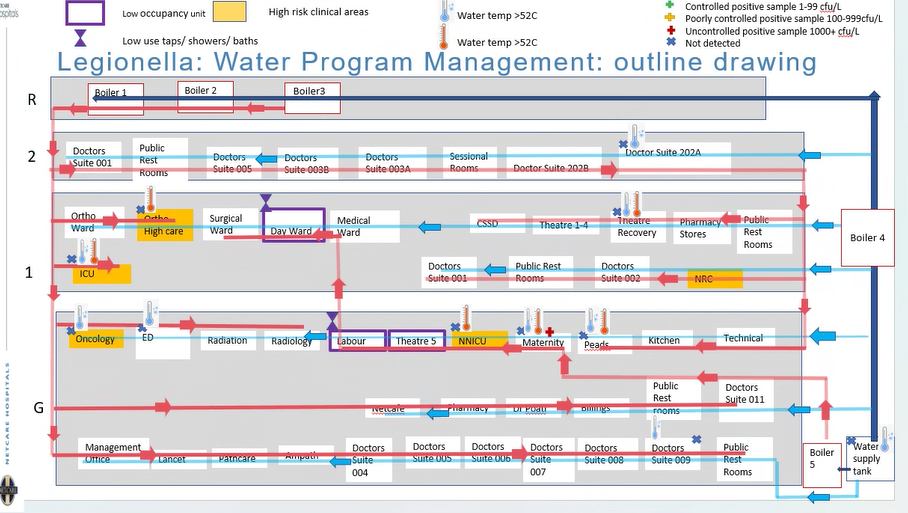 ospitals
Low occupancy unit
High risk clinical areas
Low use taps/ showers/ baths
Water temp >52C
Water temp >52C
Controlled positive sample 1-99 cfu/L
Poorly controlled positive sample 100-999cfu/L
Uncontrolled positive sample 1000+ cfu/L
Not detected
Legionella: Water Program Management: outline drawing
R
Boiler 1
Boiler 2
Boiler3
2
Doctors
Suite 001
Public
Rest
Rooms
Doctors
Suite 005
Doctors
Suite 003B
Doctors
Suite 003A
Sessional
Rooms
Doctor Suite 202B
Doctor Suite 202A
1
Ortho
Ward
Ortho
High care
Surgical
Ward
Day Ward
Medical
Ward
CSSD
Theatre 1-4
Theatre
Recovery
Pharmacy
Stores
Public
Rest
Rooms
Boiler 4
ICU
Doctors
Suite 001
Public Rest
Rooms
Doctors
Suite 002
NRC
Oncology
ED
Radiation
Radiology
Labour
Theatre 5
NNICU
Maternity
Peads
Kitchen
Technical
G
Netcare
Pharmacy
Dr Poati
Billings
Public
Rest
rooms
Doctors
Suite 011
Management
Office
Lancet
Pathcare
Ampath
Doctors
Suite
004
Doctors
Suite 005
Doctors
Suite 006
Doctors
Suite
007
Doctors
Suite 008
Doctors
Suite 009
Public
Rest
Rooms
Boiler
5
Water
supply
tank
NETCARE HOSPITALS